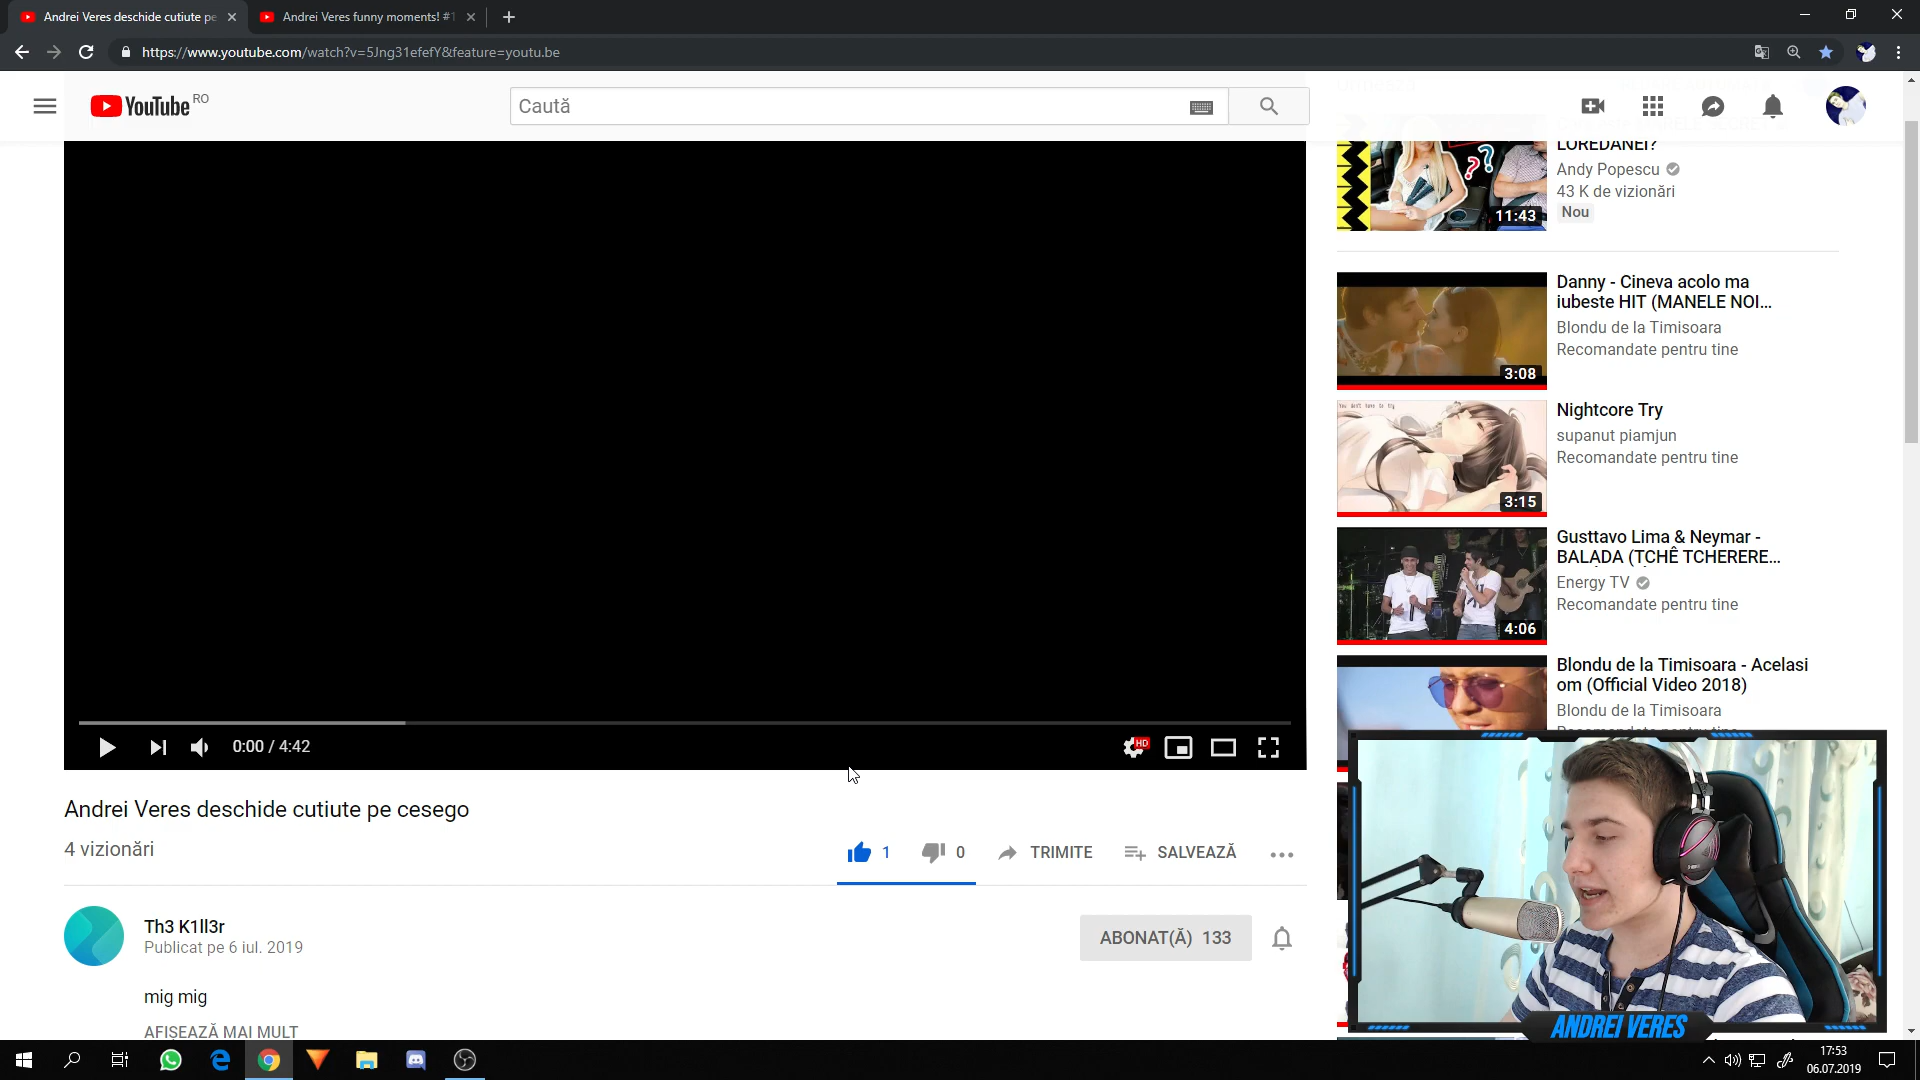 Andrei Veres deschide cutiute pe
Andrei Veres funny moments! #1
https://www.youtube.com/watch?v=5Jng31efefY&feature=youtu.be
YouTube RO
Caută
LOREDANEI?
Andy Popescu
43 K de vizionări
Nou
11:43
Danny - Cineva acolo ma
iubeste HIT (MANELE NOI...
Blondu de la Timisoara
Recomandate pentru tine
3:08
Nightcore Try
supanut piamjun
Recomandate pentru tine
3:15
Gusttavo Lima & Neymar -
BALADA (TCHÊ TCHERERE...
Energy TV
Recomandate pentru tine
4:06
Blondu de la Timisoara - Acelasi
om (Official Video 2018)
Blondu de la Timisoara
0:00 / 4:42
HD
Andrei Veres deschide cutiute pe cesego
4 vizionări
1
0
TRIMITE
SALVEAZĂ
Th3 K1ll3r
Publicat pe 6 iul. 2019
ABONAT(Ă) 133
mig mig
AFIȘEAZĂ MAI MULT
ANDREI VERES
17:53
06.07.2019